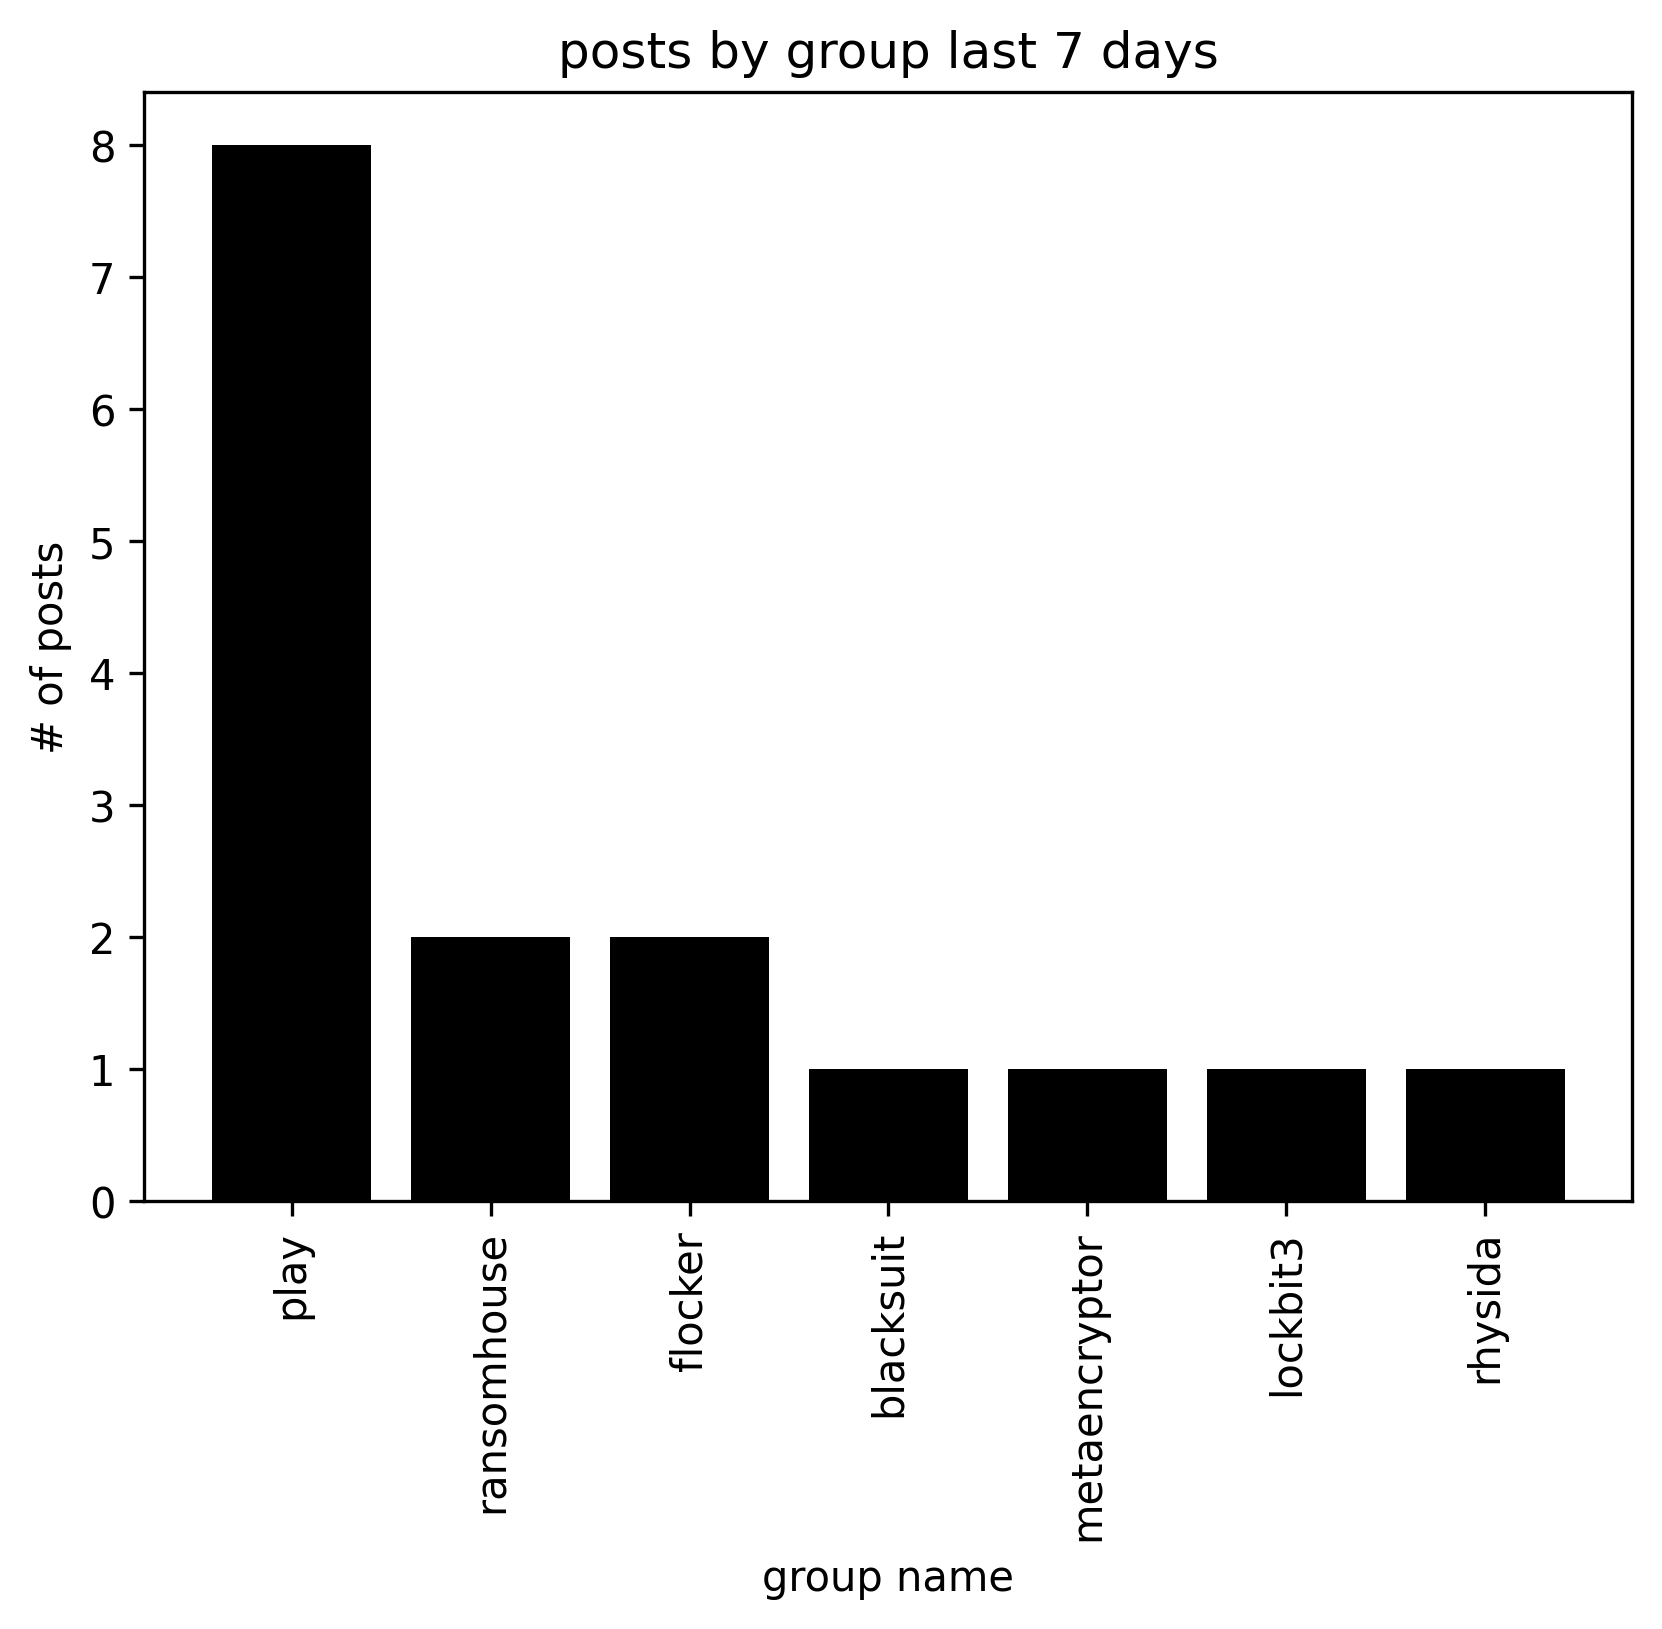 posts by group last 7 days
# of posts
8
7
6
5
4
3
2
1
0
play
ransomhouse
flocker
blacksuit
metaencryptor
lockbit3
rhysida
group name